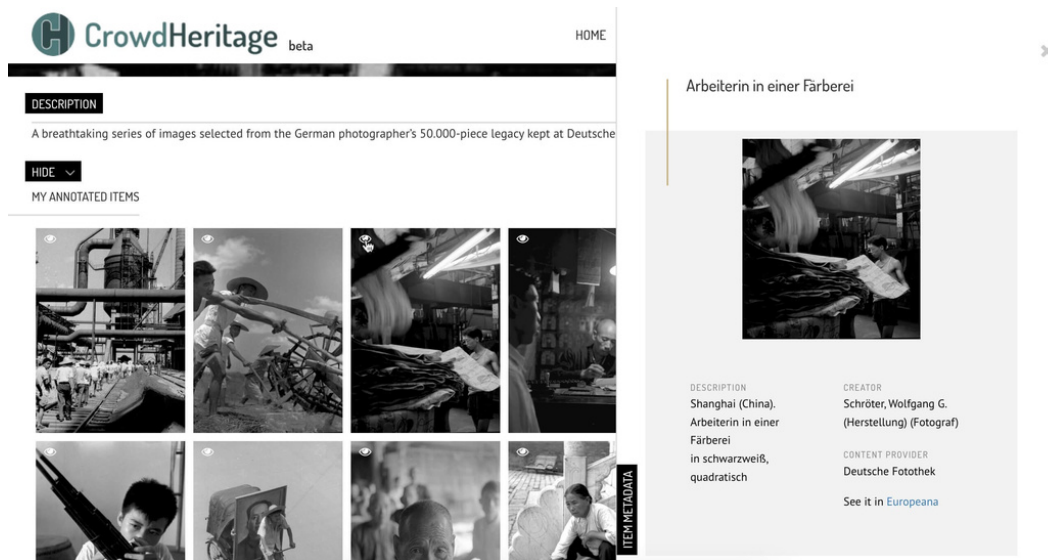 CrowdHeritage beta
HOME
DESCRIPTION
A breathtaking series of images selected from the German photographer's 50.000-piece legacy kept at Deutsche
HIDE
MY ANNOTATED ITEMS
Arbeiterin in einer Färberei
DESCRIPTION
Shanghai (China).
Arbeiterin in einer
Färberei
in schwarzweiß,
quadratisch
CREATOR
Schröter, Wolfgang G.
(Herstellung) (Fotograf)
CONTENT PROVIDER
Deutsche Fotothek
See it in Europeana
ITEM METADATA